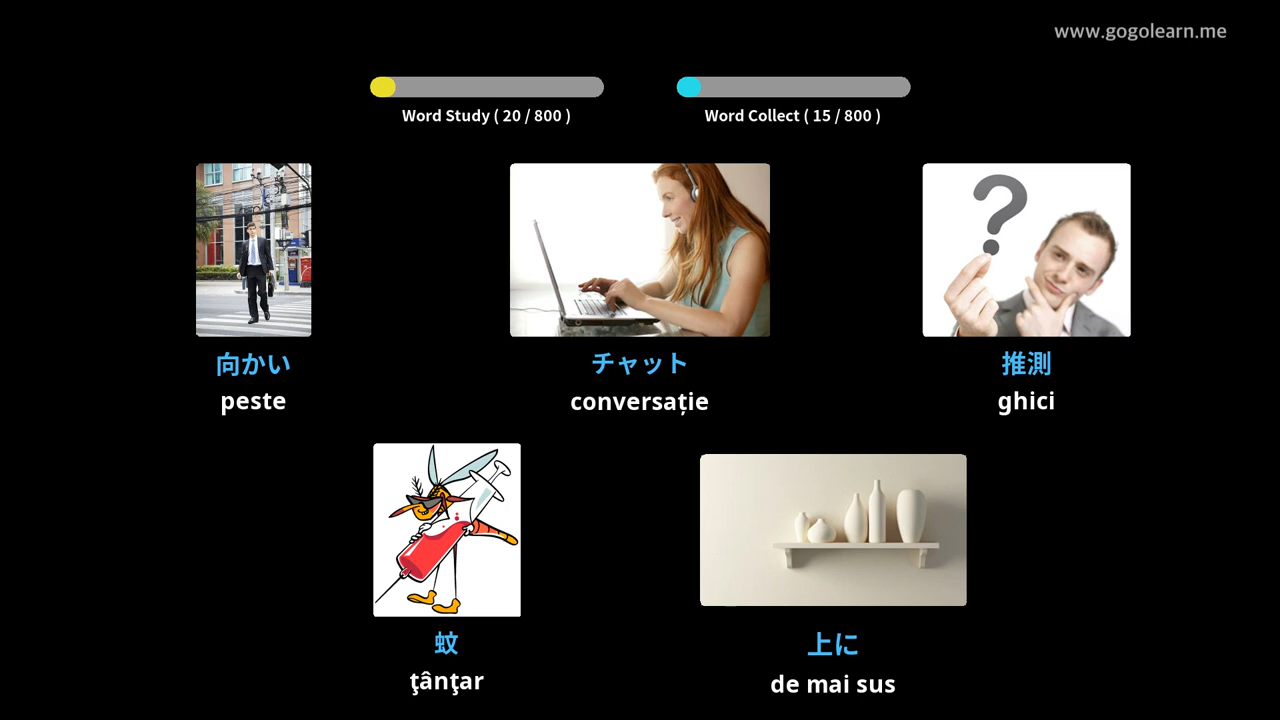 www.gogolearn.me
Word Study ( 20 / 800 )
Word Collect ( 15 / 800 )
向かい
peste
チャット
conversație
推測
ghici
蚊
ţânţar
上に
de mai sus